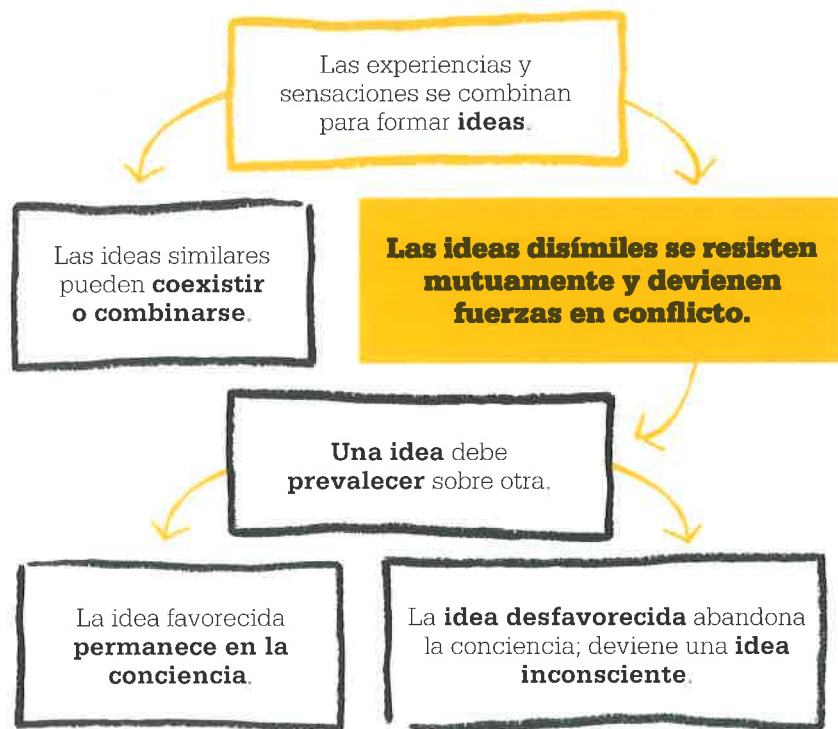 Las experiencias y
sensaciones se combinan
para formar ideas.
Las ideas similares
pueden coexistir
o combinarse.
Las ideas disímiles se resisten
mutuamente y devienen
fuerzas en conflicto.
Una idea debe
prevalecer sobre otra.
La idea favorecida
permanece en la
conciencia.
La idea desfavorecida abandona
la conciencia; deviene una idea
inconsciente.